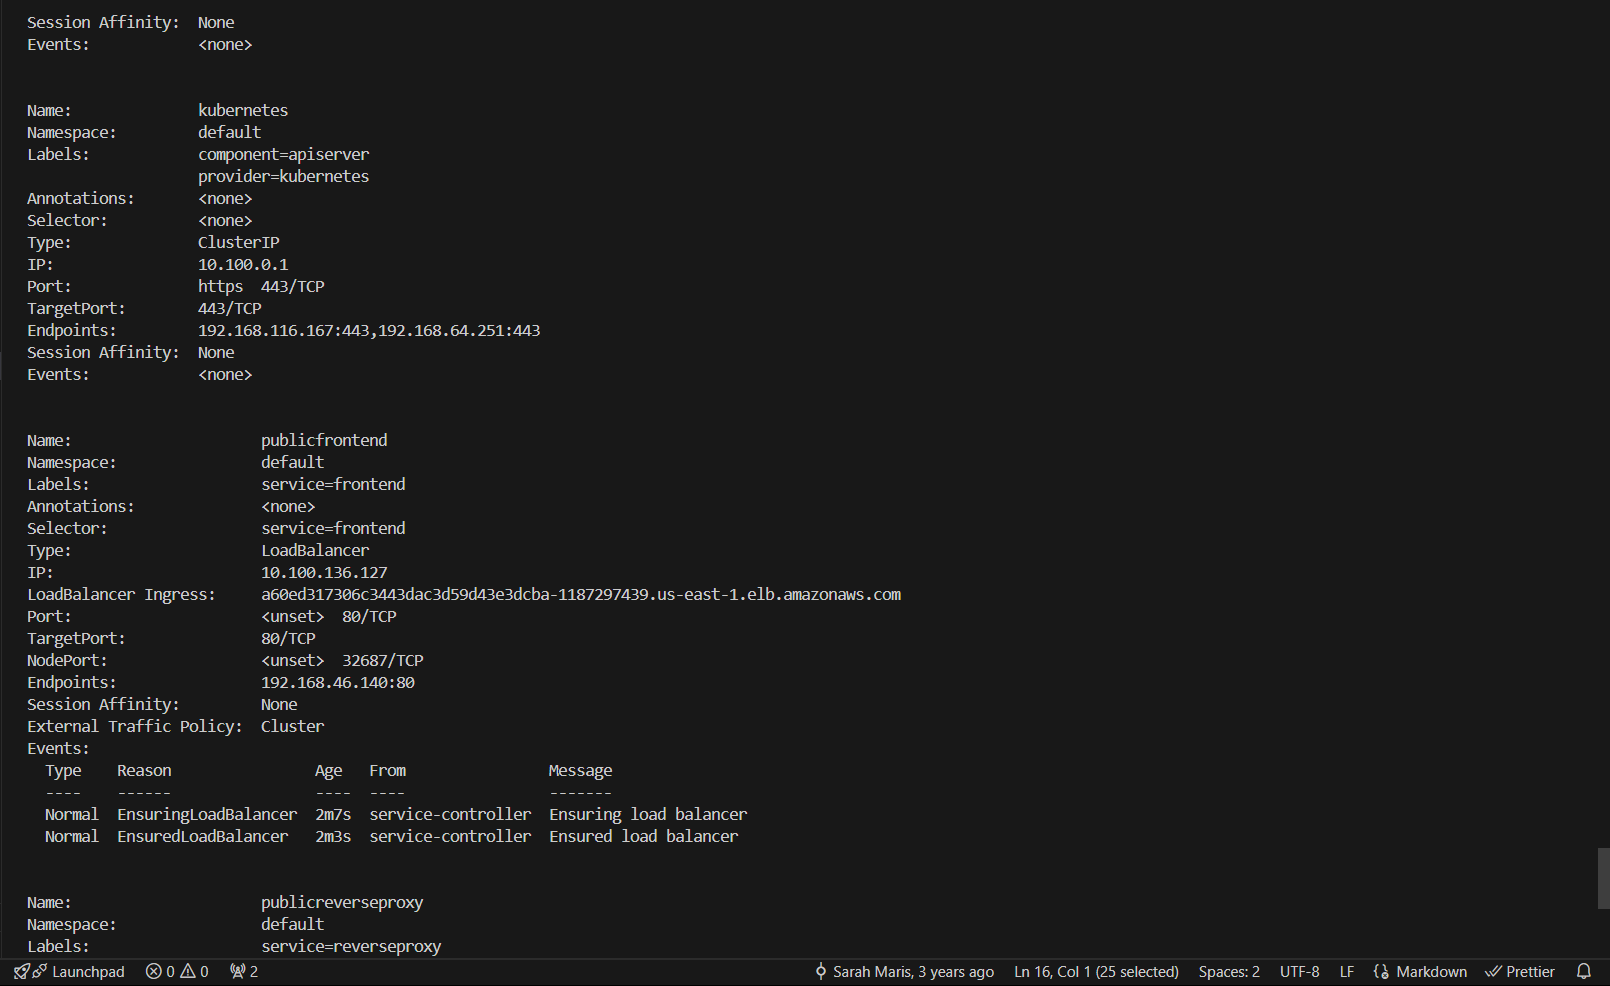 Session Affinity:  None
Events:            <none>
Name:              kubernetes
Namespace:         default
Labels:            component=apiserver
                   provider=kubernetes
Annotations:       <none>
Selector:          <none>
Type:              ClusterIP
IP:                10.100.0.1
Port:              https  443/TCP
TargetPort:        443/TCP
Endpoints:         192.168.116.167:443,192.168.64.251:443
Session Affinity:  None
Events:            <none>
Name:                     publicfrontend
Namespace:                default
Labels:                   service=frontend
Annotations:              <none>
Selector:                 service=frontend
Type:                     LoadBalancer
IP:                       10.100.136.127
LoadBalancer Ingress:     a60ed317306c3443dac3d59d43e3dcba-1187297439.us-east-1.elb.amazonaws.com
Port:                     <unset>  80/TCP
TargetPort:               80/TCP
NodePort:                 <unset>  32687/TCP
Endpoints:                192.168.46.140:80
Session Affinity:         None
External Traffic Policy:  Cluster
Events:
  Type    Reason                Age   From                Message
  ----    ------                ----  ----                -------
  Normal  EnsuringLoadBalancer  2m7s  service-controller  Ensuring load balancer
  Normal  EnsuredLoadBalancer   2m3s  service-controller  Ensured load balancer
Name:                     publicreverseproxy
Namespace:                default
Labels:                   service=reverseproxy
Launchpad 0 0 2 Sarah Maris, 3 years ago Ln 16, Col 1 (25 selected) Spaces: 2 UTF-8 LF Markdown Prettier